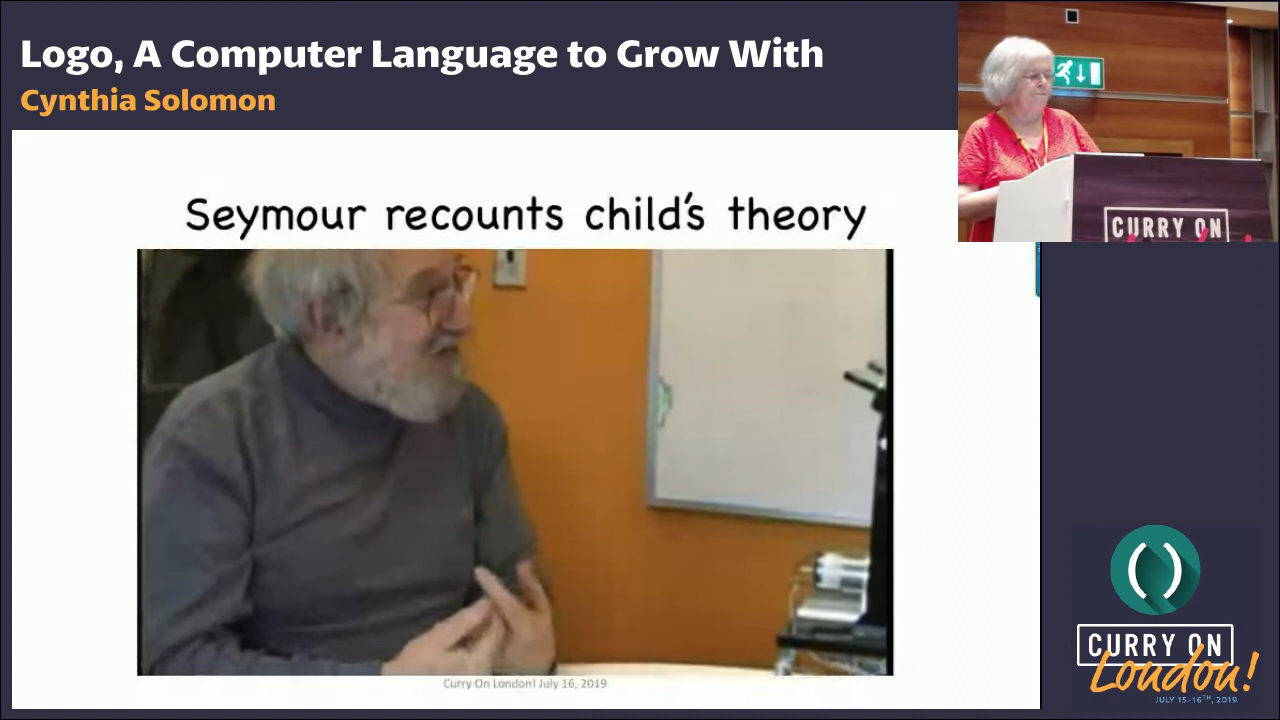 Logo, A Computer Language to Grow With
Cynthia Solomon
CURRY ON
Seymour recounts child's theory
Curry On London! July 16, 2019
( )
CURRY ON
London!
JULY 15-16TH, 2019